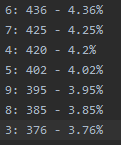 6: 436 - 4.36%
7: 425 - 4.25%
4: 420 - 4.2%
5: 402 - 4.02%
9: 395 - 3.95%
8: 385 - 3.85%
3: 376 - 3.76%